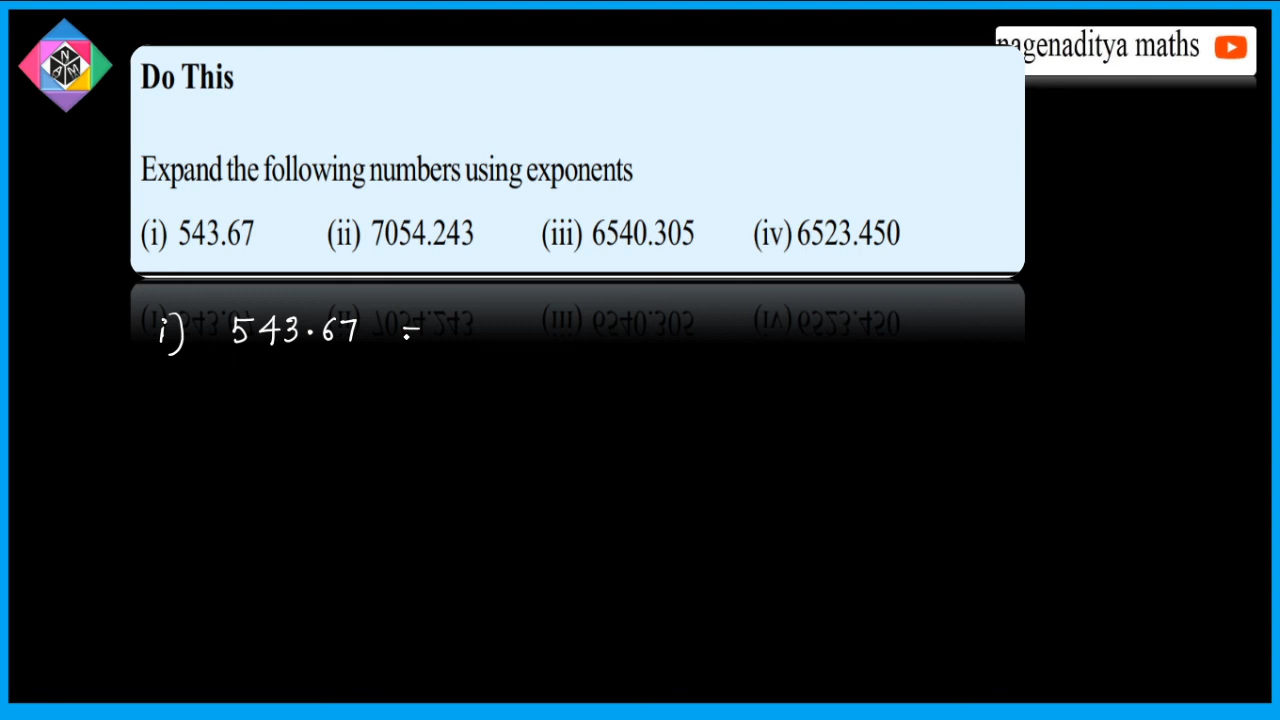 nagenaditya maths
N
A M
Do This
Expand the following numbers using exponents
(i) 543.67 (ii) 7054.243 (iii) 6540.305 (iv) 6523.450
i) 543.67 =